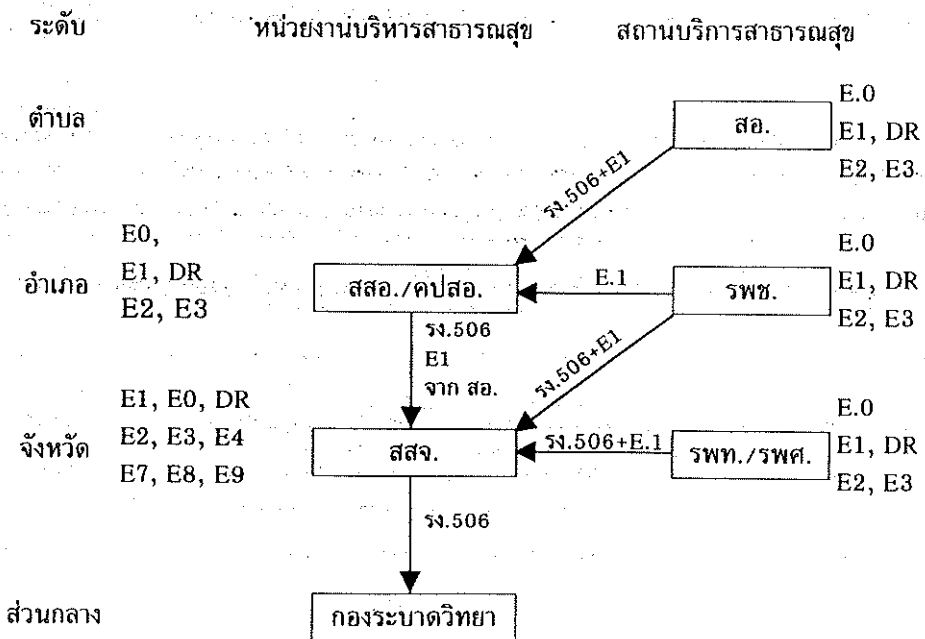 ระดับ หน่วยงานบริหารสาธารณสุข สถานบริการสาธารณสุข
ตำบล
สอ.
E.0
E1, DR
E2, E3
รง.506+E1
อำเภอ
E0,
E1, DR
E2, E3
สสอ./คปสอ.
E.1
รพช.
E.0
E1, DR
E2, E3
รง.506
E1
จาก สอ.
รง.506+E1
จังหวัด
E1, E0, DR
E2, E3, E4
E7, E8, E9
สสจ.
รง.506+E.1
รพท./รพศ.
E.0
E1, DR
E2, E3
รง.506
ส่วนกลาง
กองระบาดวิทยา